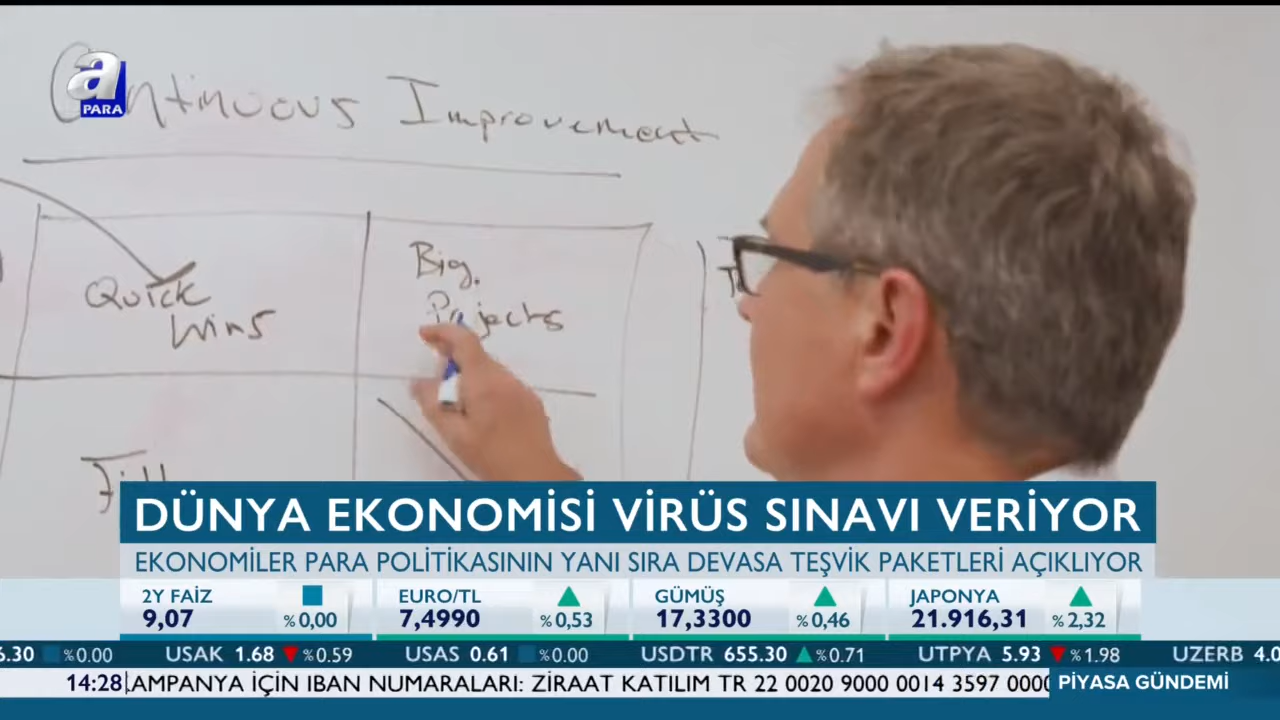 a
PARA
Continuous Improvement
Quick
Wins
Big.
Projects
DÜNYA EKONOMİSİ VİRÜS SINAVI VERİYOR
EKONOMİLER PARA POLİTİKASININ YANI SIRA DEVASA TEŞVİK PAKETLERİ AÇIKLIYOR
2Y FAİZ EURO/TL GÜMÜŞ JAPONYA
9,07 %0,00 7,4990 %0,53 17,3300 %0,46 21.916,31 %2,32
6.30 %0.00 USAK 1.68 %0.59 USAS 0.61 %0.00 USDTR 655.30 %0.71 UTPYA 5.93 %1.98 UZERB 4.0
14:28 KAMPANYA İÇİN IBAN NUMARALARI: ZİRAAT KATILIM TR 22 0020 9000 0014 3597 0000 PİYASA GÜNDEMİ